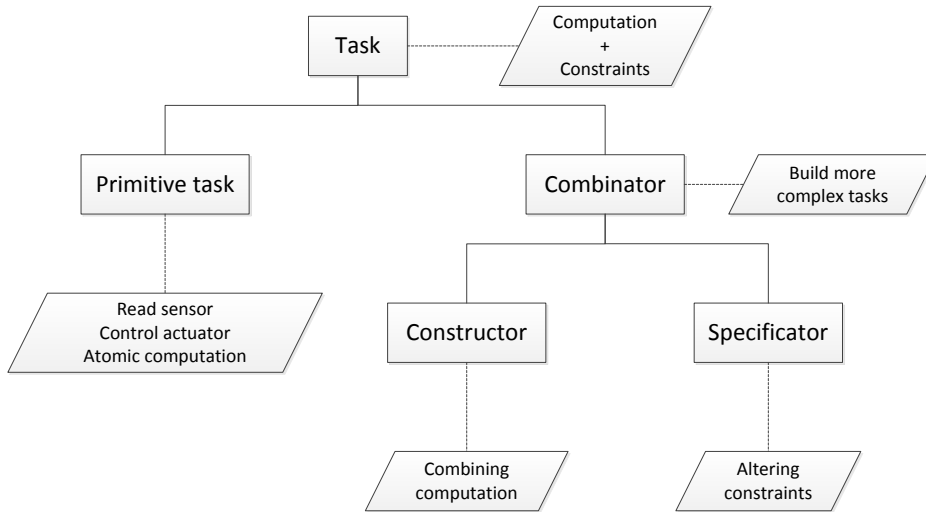 Task
Computation
+
Constraints
Primitive task
Combinator
Build more
complex tasks
Read sensor
Control actuator
Atomic computation
Constructor
Specificator
Combining
computation
Altering
constraints